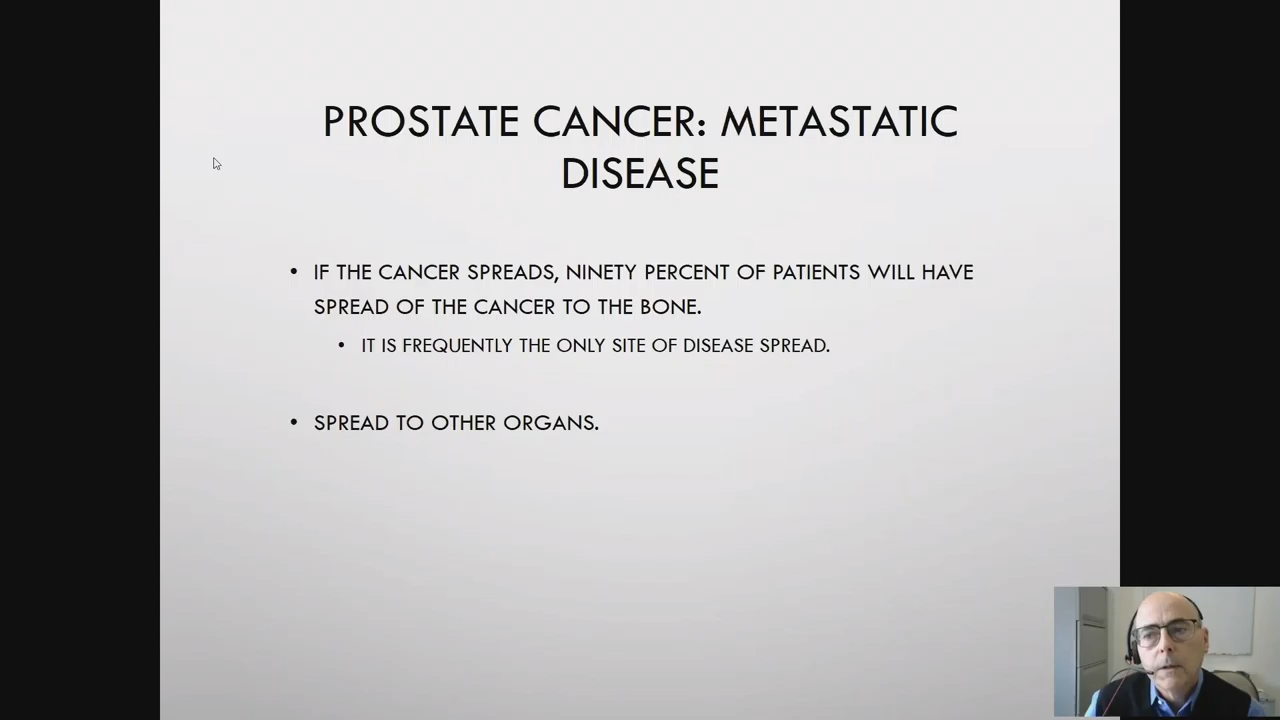 PROSTATE CANCER: METASTATIC
DISEASE
• IF THE CANCER SPREADS, NINETY PERCENT OF PATIENTS WILL HAVE
SPREAD OF THE CANCER TO THE BONE.
• IT IS FREQUENTLY THE ONLY SITE OF DISEASE SPREAD.
• SPREAD TO OTHER ORGANS.